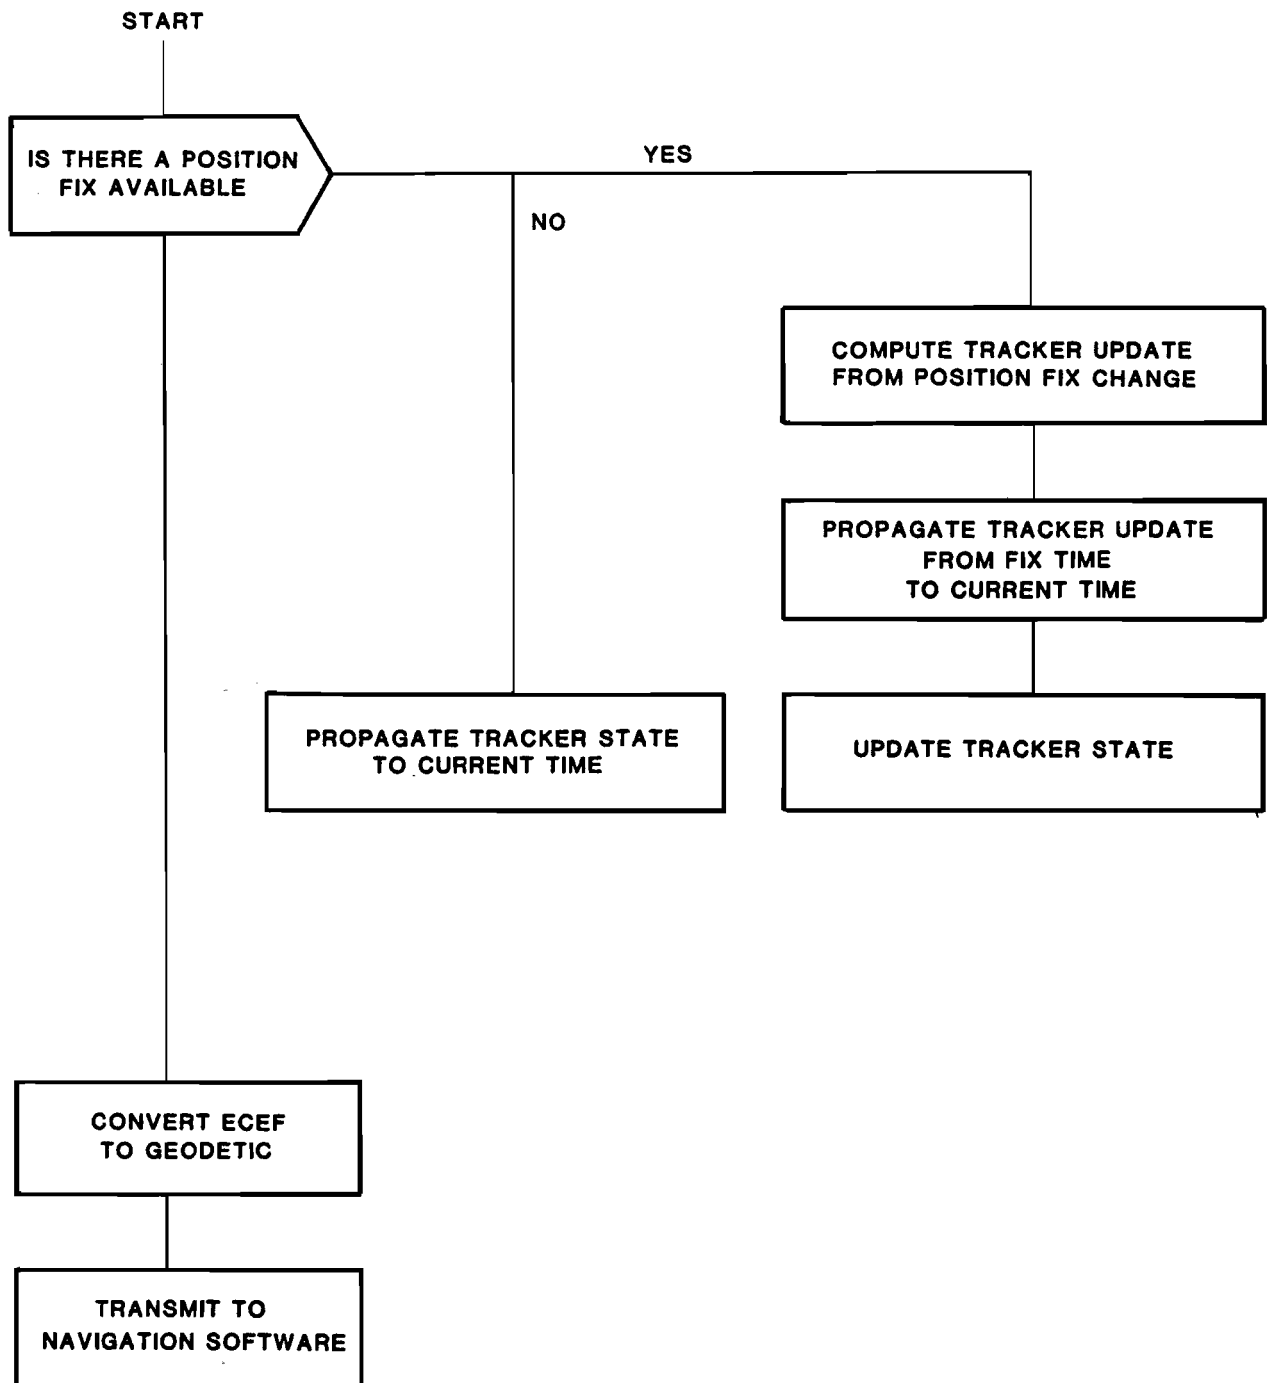 START
IS THERE A POSITION
FIX AVAILABLE
YES
NO
COMPUTE TRACKER UPDATE
FROM POSITION FIX CHANGE
PROPAGATE TRACKER UPDATE
FROM FIX TIME
TO CURRENT TIME
PROPAGATE TRACKER STATE
TO CURRENT TIME
UPDATE TRACKER STATE
CONVERT ECEF
TO GEODETIC
TRANSMIT TO
NAVIGATION SOFTWARE